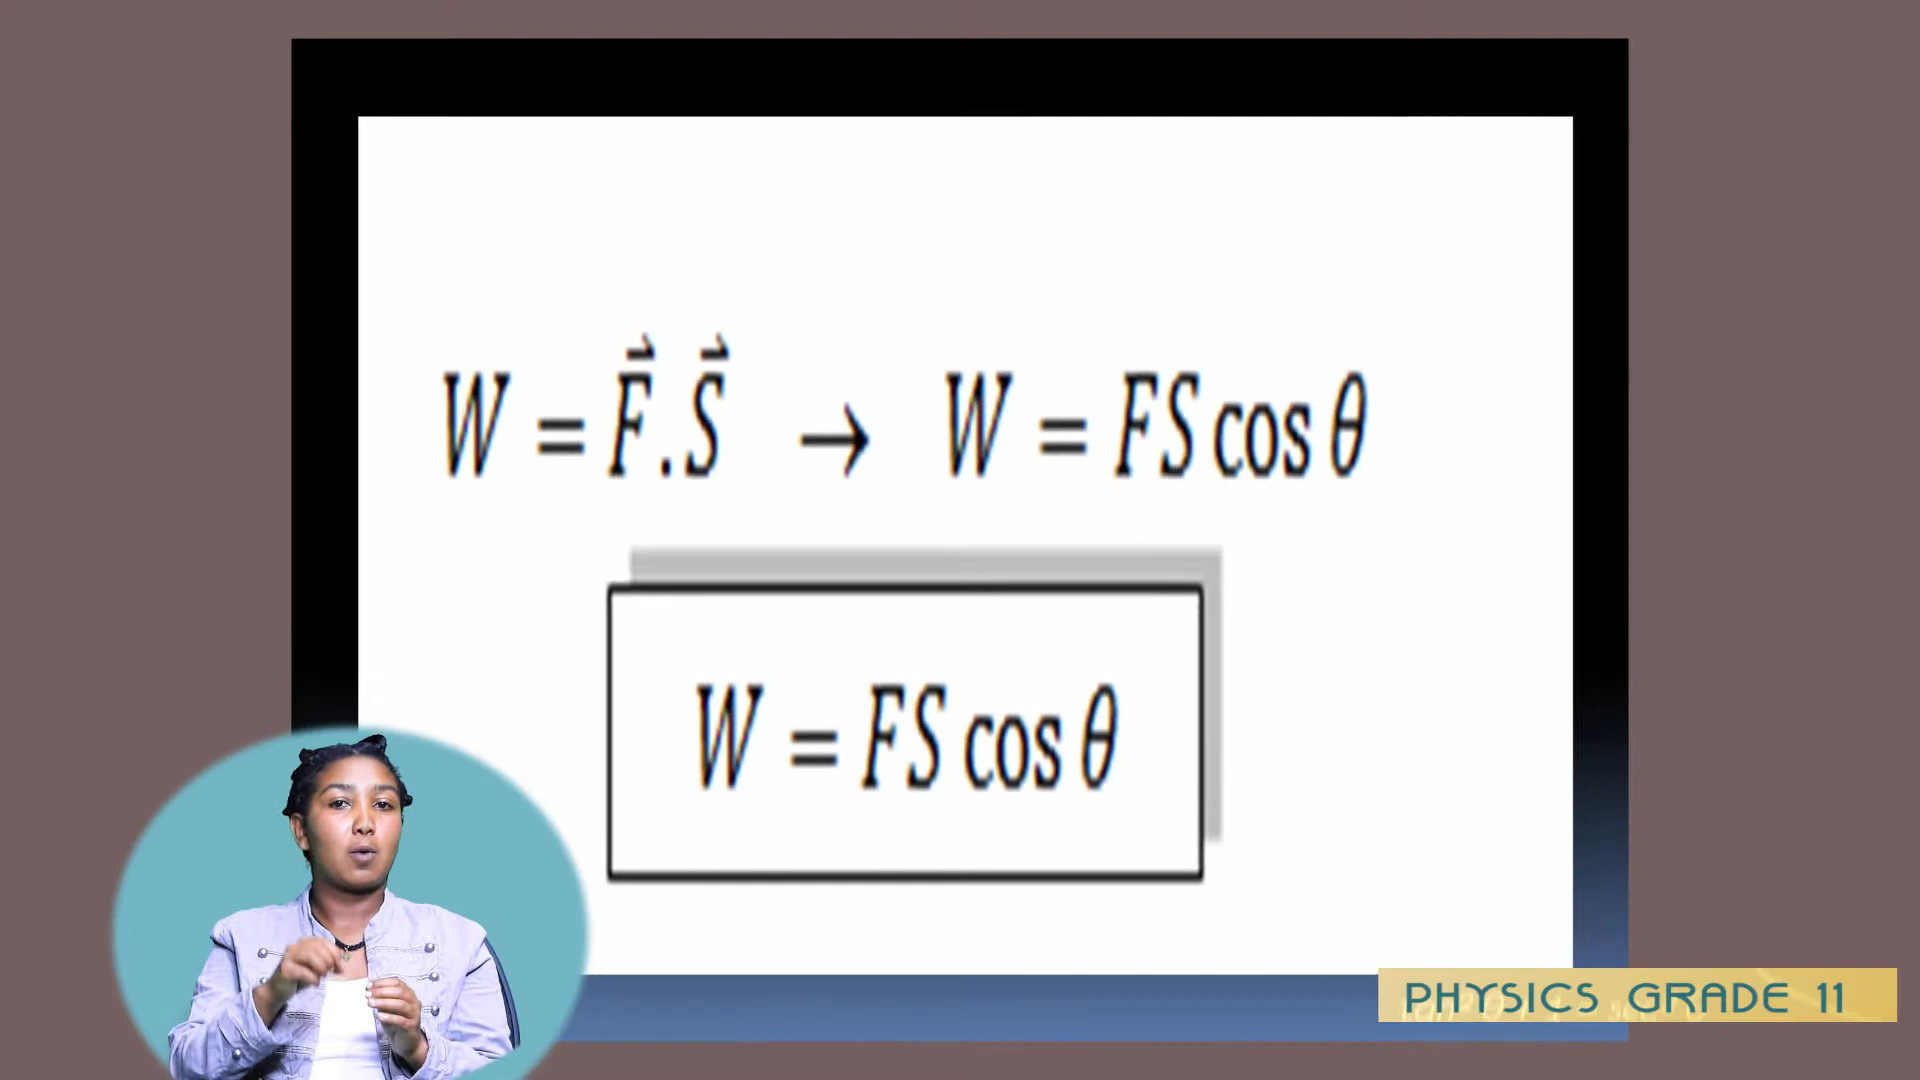 W = F⃗ . S⃗ → W = FS cos θ
W = FS cos θ
PHYSICS GRADE 11